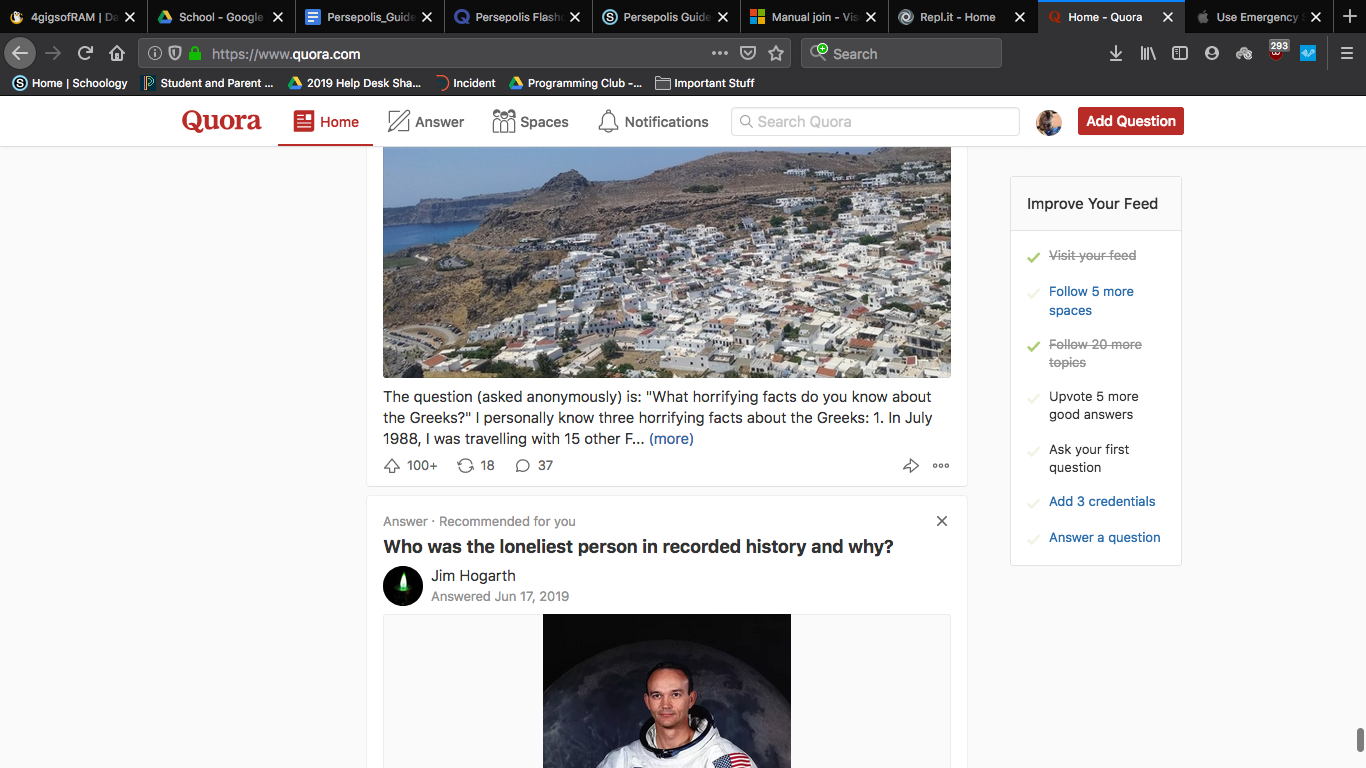 4gigsofRAM | Da
School - Google
Persepolis_Guide
Persepolis Flash
Persepolis Guide
Manual join - Vis
Repl.it - Home
Home - Quora
Use Emergency S
https://www.quora.com
Search
293
Home | Schoology
Student and Parent ...
2019 Help Desk Sha...
Incident
Programming Club -...
Important Stuff
Quora
Home
Answer
Spaces
Notifications
Search Quora
Add Question
The question (asked anonymously) is: "What horrifying facts do you know about
the Greeks?" I personally know three horrifying facts about the Greeks: 1. In July
1988, I was travelling with 15 other F... (more)
100+
18
37
Answer · Recommended for you
Who was the loneliest person in recorded history and why?
Jim Hogarth
Answered Jun 17, 2019
Improve Your Feed
Visit your feed
Follow 5 more
spaces
Follow 20 more
topics
Upvote 5 more
good answers
Ask your first
question
Add 3 credentials
Answer a question